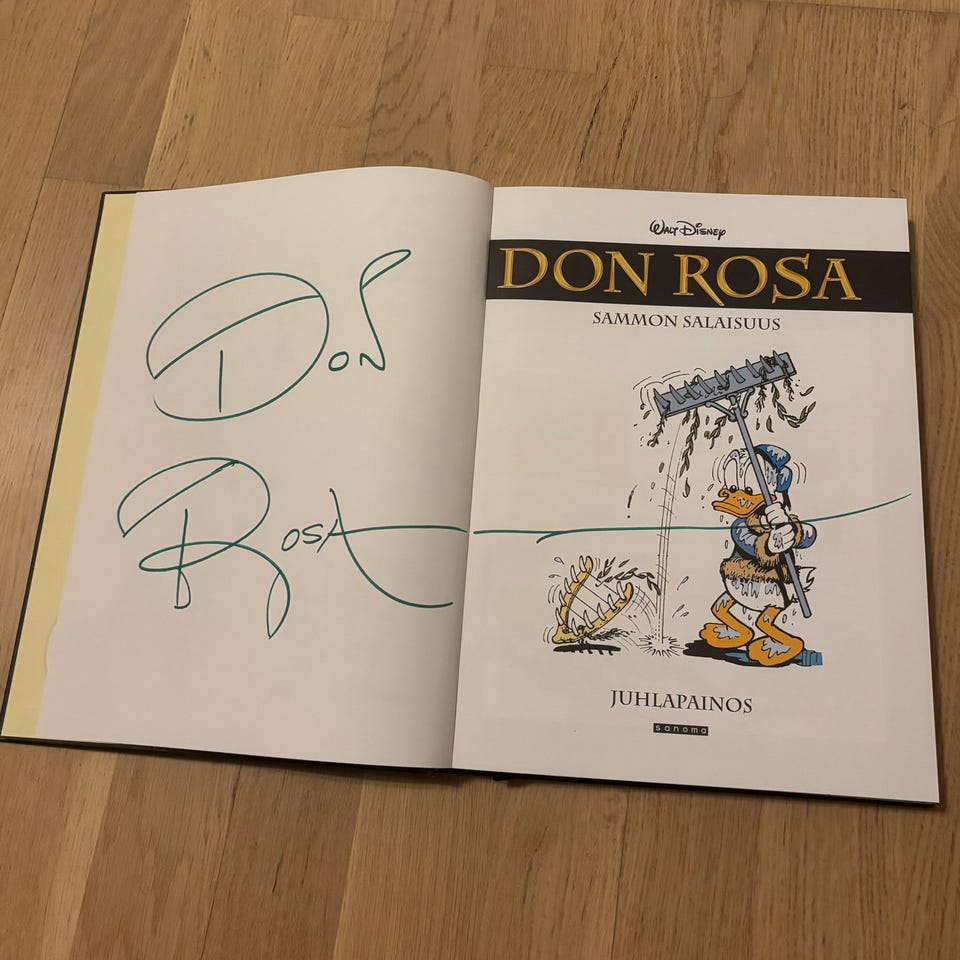 Don
Rosa
Walt Disney
DON ROSA
SAMMON SALAISUUS
JUHLAPAINOS
sanoma